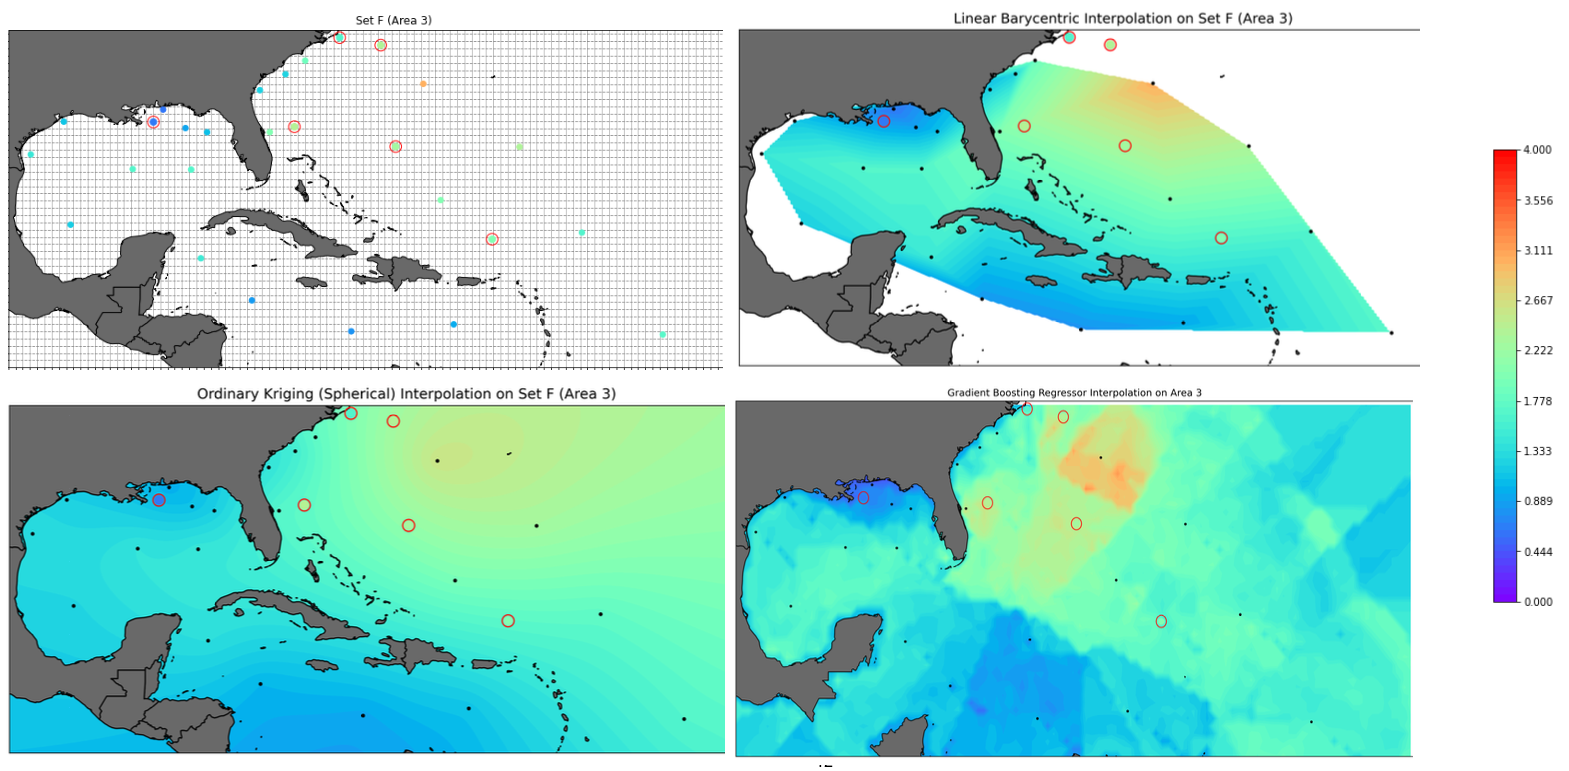 Set F (Area 3)
Linear Barycentric Interpolation on Set F (Area 3)
Ordinary Kriging (Spherical) Interpolation on Set F (Area 3)
Gradient Boosting Regressor Interpolation on Area 3
4.000
3.556
3.111
2.667
2.222
1.778
1.333
0.889
0.444
0.000